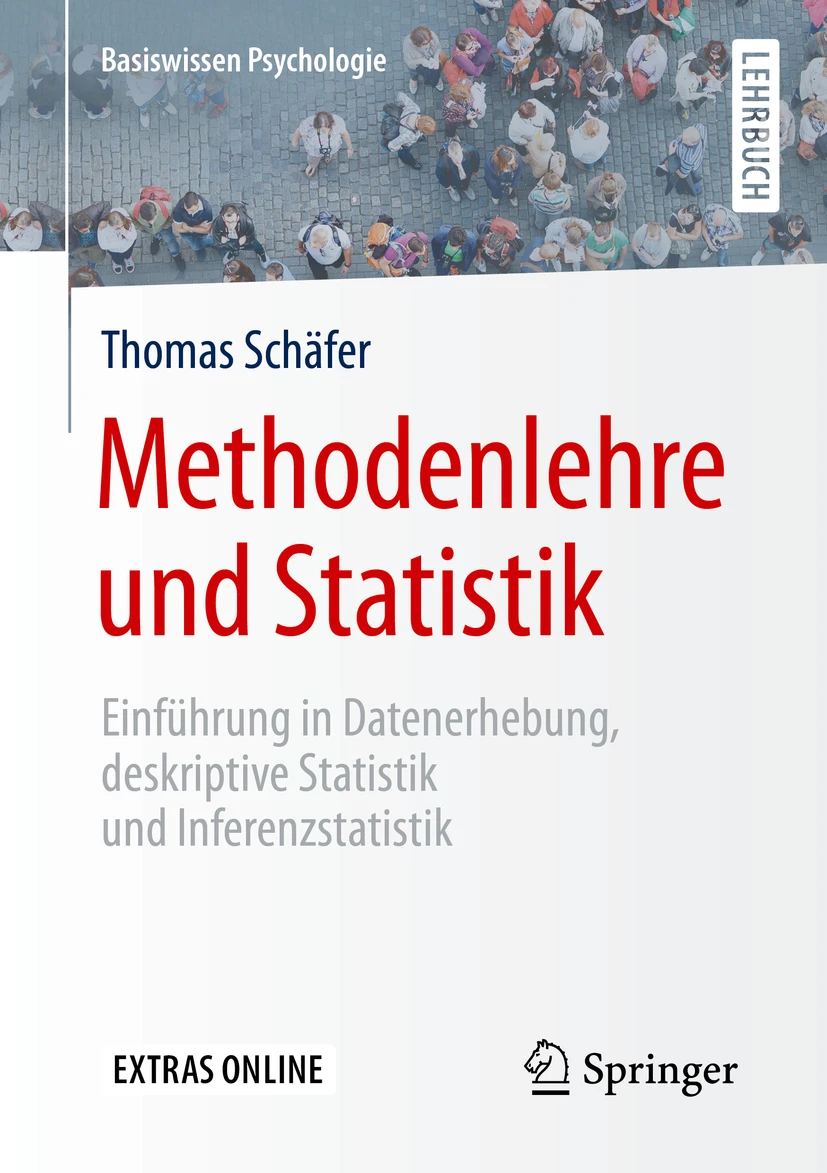 Basiswissen Psychologie
LEHRBUCH
Thomas Schäfer
Methodenlehre
und Statistik
Einführung in Datenerhebung,
deskriptive Statistik
und Inferenzstatistik
EXTRAS ONLINE
Springer